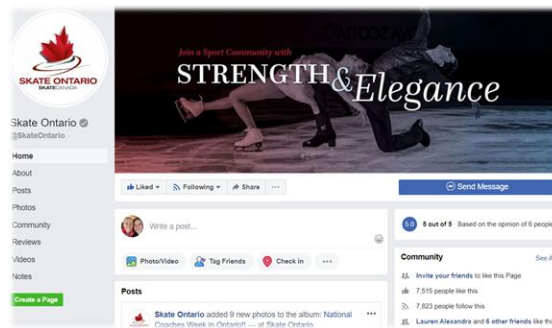 SKATE ONTARIO
SKATECANADA
Skate Ontario
@SkateOntario
Home
About
Posts
Photos
Community
Reviews
Videos
Notes
Create a Page
Join a Sport Community with
STRENGTH & Elegance
Liked
Following
Share
Send Message
Write a post...
Photo/Video
Tag Friends
Check in
Posts
Skate Ontario added 9 new photos to the album: National
Coaches Week in Ontario!! — at Skate Ontario.
5.0
5 out of 5 Based on the opinion of 6 people
Community
See A
Invite your friends to like this Page
7,515 people like this
7,823 people follow this
Lauren Alexandra and 6 other friends like thi